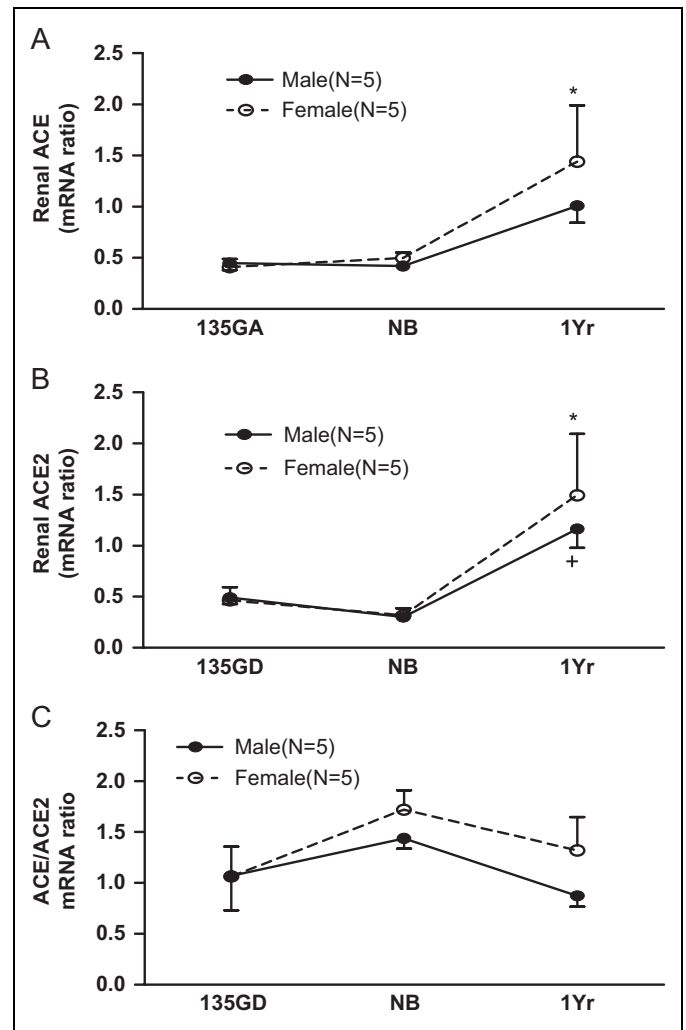 A
Renal ACE
(mRNA ratio)
2.5
2.0
1.5
1.0
0.5
0.0
Male(N=5)
Female(N=5)
*
135GA NB 1Yr
B
Renal ACE2
(mRNA ratio)
2.5
2.0
1.5
1.0
0.5
0.0
Male(N=5)
Female(N=5)
*
+
135GD NB 1Yr
C
ACE/ACE2
mRNA ratio
2.5
2.0
1.5
1.0
0.5
0.0
Male(N=5)
Female(N=5)
135GD NB 1Yr